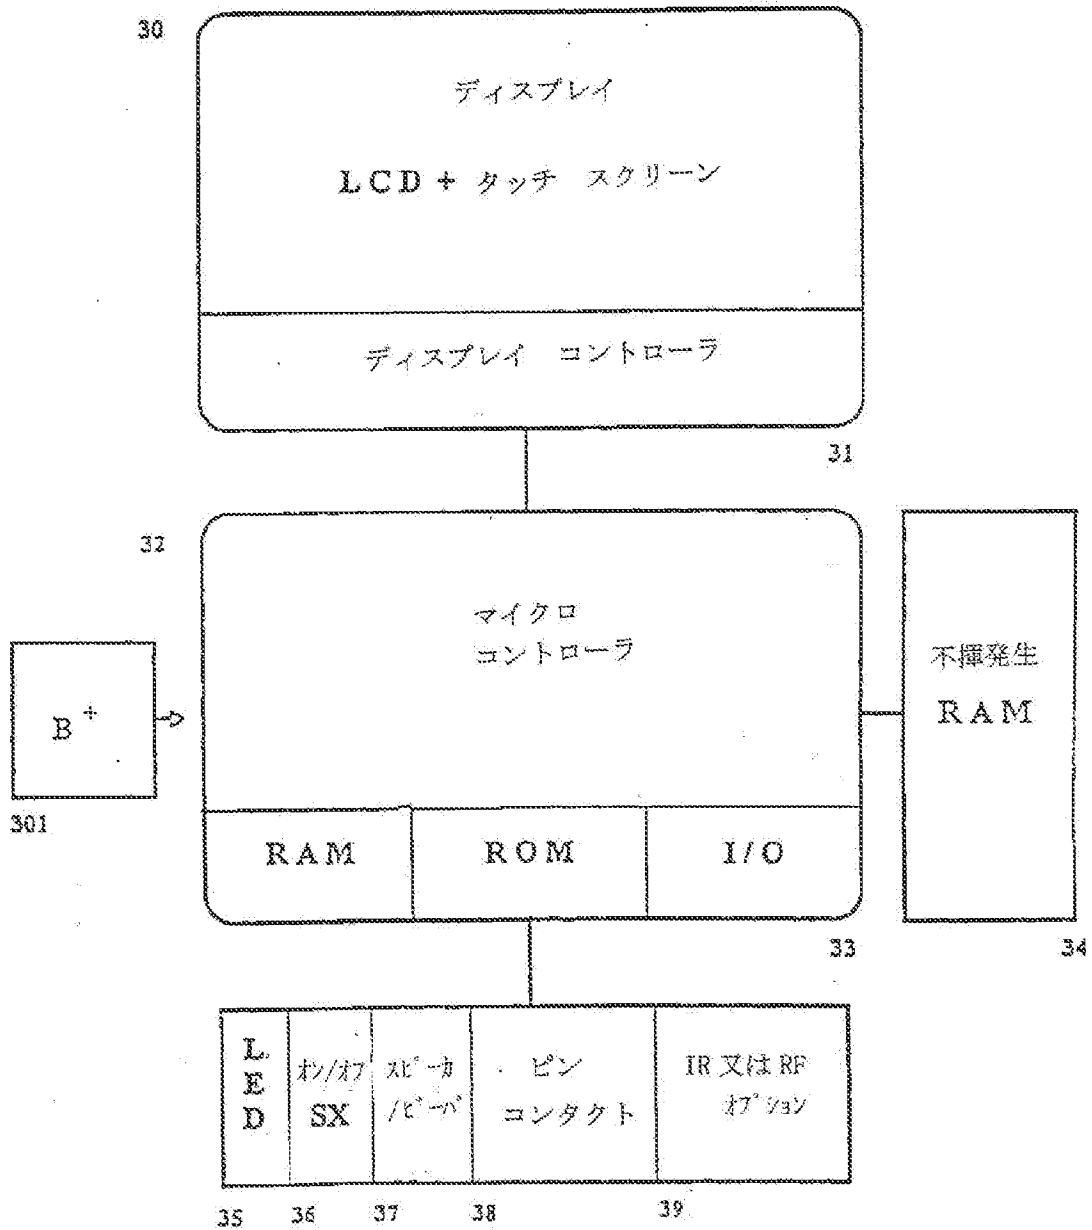 30
ディスプレイ
LCD + タッチ スクリーン
ディスプレイ コントローラ
31
32
マイクロ
コントローラ
不揮発生
RAM
B+
301
RAM ROM I/O
33
34
LED
オン/オフ
SX
スピーカ
/ビーパ
ピン
コンタクト
IR 又は RF
オプション
35 36 37 38 39